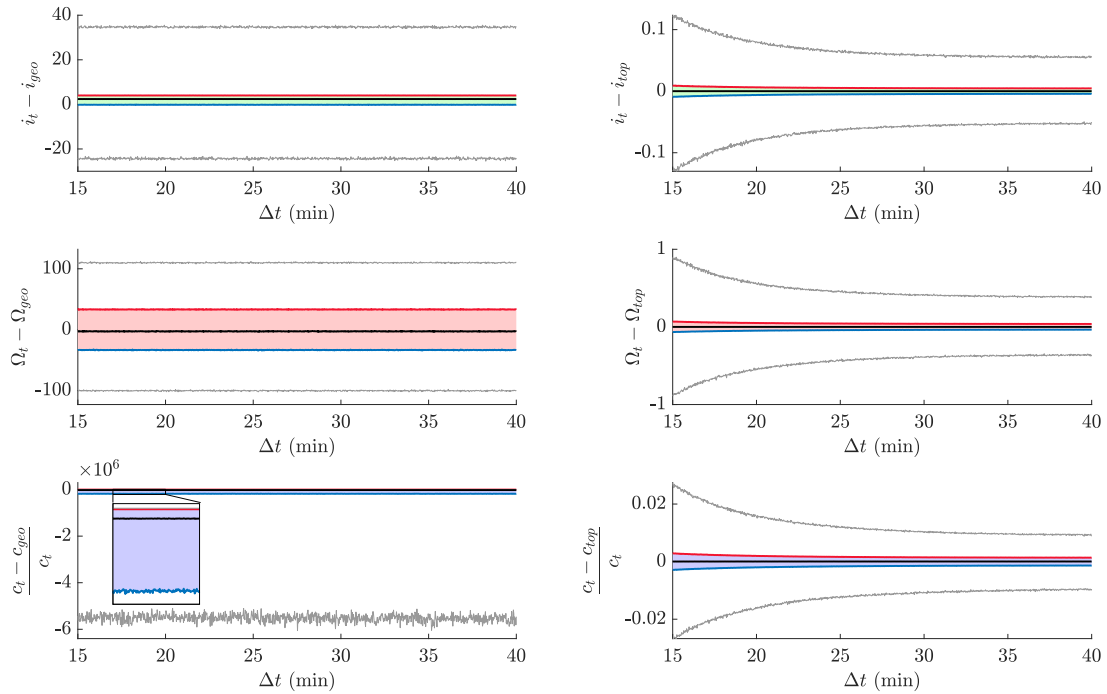 40
20
0
-20
i_t − i_geo
15 20 25 30 35 40
Δt (min)
0.1
0
-0.1
i_t − i_top
15 20 25 30 35 40
Δt (min)
100
0
-100
Ω_t − Ω_geo
15 20 25 30 35 40
Δt (min)
1
0
-1
Ω_t − Ω_top
15 20 25 30 35 40
Δt (min)
×10^6
0
-2
-4
-6
c_t − c_geo
c_t
15 20 25 30 35 40
Δt (min)
0.02
0
-0.02
c_t − c_top
c_t
15 20 25 30 35 40
Δt (min)